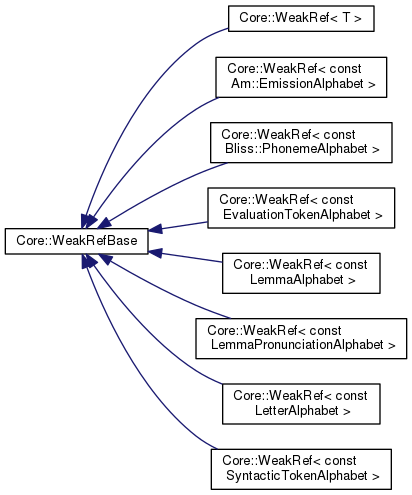 Core::WeakRef< T >
Core::WeakRef< const
Am::EmissionAlphabet >
Core::WeakRef< const
Bliss::PhonemeAlphabet >
Core::WeakRef< const
EvaluationTokenAlphabet >
Core::WeakRefBase
Core::WeakRef< const
LemmaAlphabet >
Core::WeakRef< const
LemmaPronunciationAlphabet >
Core::WeakRef< const
LetterAlphabet >
Core::WeakRef< const
SyntacticTokenAlphabet >